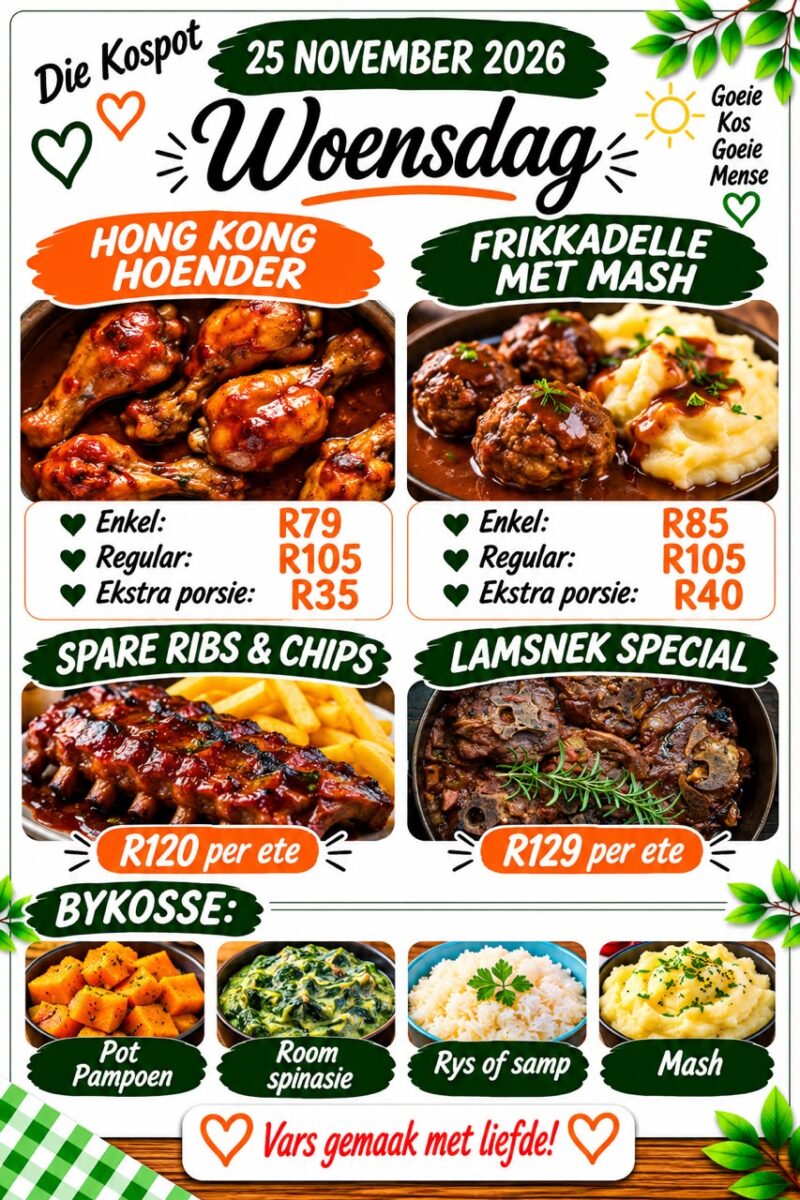 Die Kospot
25 NOVEMBER 2026
Woensdag
Goeie
Kos
Goeie
Mense
HONG KONG
HOENDER
Enkel: R79
Regular: R105
Ekstra porsie: R35
FRIKKADELLE
MET MASH
Enkel: R85
Regular: R105
Ekstra porsie: R40
SPARE RIBS & CHIPS
R120 per ete
LAMSNEK SPECIAL
R129 per ete
BYKOSSE:
Pot
Pampoen
Room
spinasie
Rys of samp
Mash
Vars gemaak met liefde!